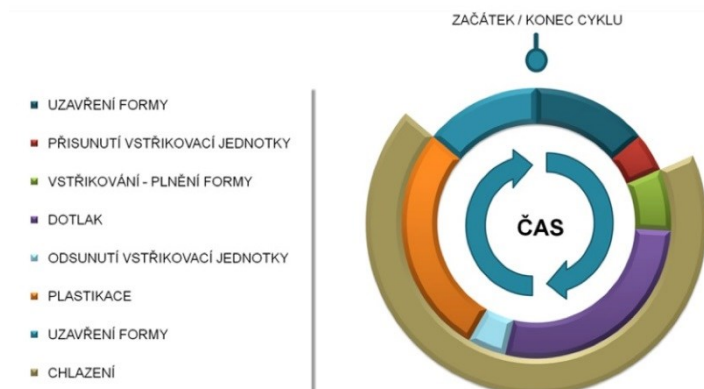 ZAČÁTEK / KONEC CYKLU
UZAVŘENÍ FORMY
PŘISUNUTÍ VSTŘIKOVACÍ JEDNOTKY
VSTŘIKOVÁNÍ - PLNĚNÍ FORMY
DOTLAK
ODSUNUTÍ VSTŘIKOVACÍ JEDNOTKY
PLASTIKACE
UZAVŘENÍ FORMY
CHLAZENÍ
ČAS